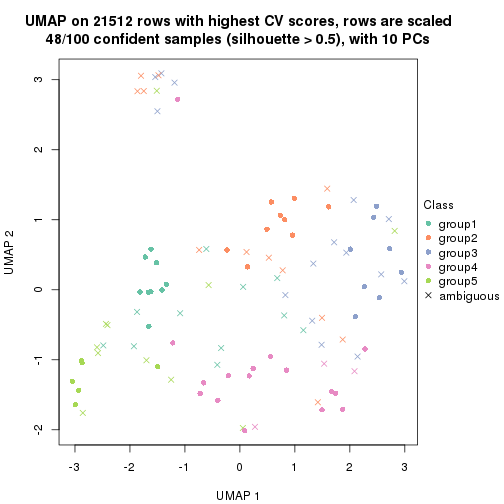 UMAP on 21512 rows with highest CV scores, rows are scaled
48/100 confident samples (silhouette > 0.5), with 10 PCs
3
2
1
0
-1
-2
UMAP 2
-3
-2
-1
0
1
2
3
UMAP 1
Class
group1
group2
group3
group4
group5
ambiguous